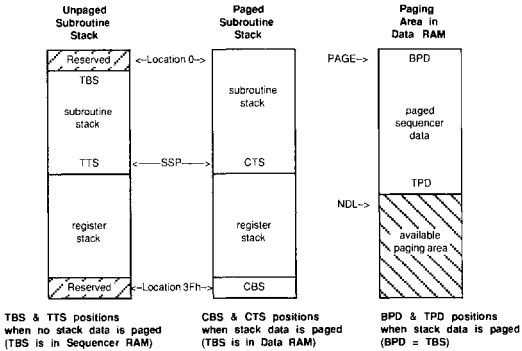 Unpaged
Subroutine
Stack
Paged
Subroutine
Stack
Paging
Area in
Data RAM
Reserved
<-Location 0->
PAGE->
BPD
TBS
subroutine
stack
subroutine
stack
paged
sequencer
data
TTS
<-SSP->
CTS
TPD
NDL->
register
stack
register
stack
available
paging area
Reserved
<-Location 3Fh->
CBS
TBS & TTS positions
when no stack data is paged
(TBS is in Sequencer RAM)
CBS & CTS positions
when stack data is paged
(TBS is in Data RAM)
BPD & TPD positions
when stack data is paged
(BPD = TBS)